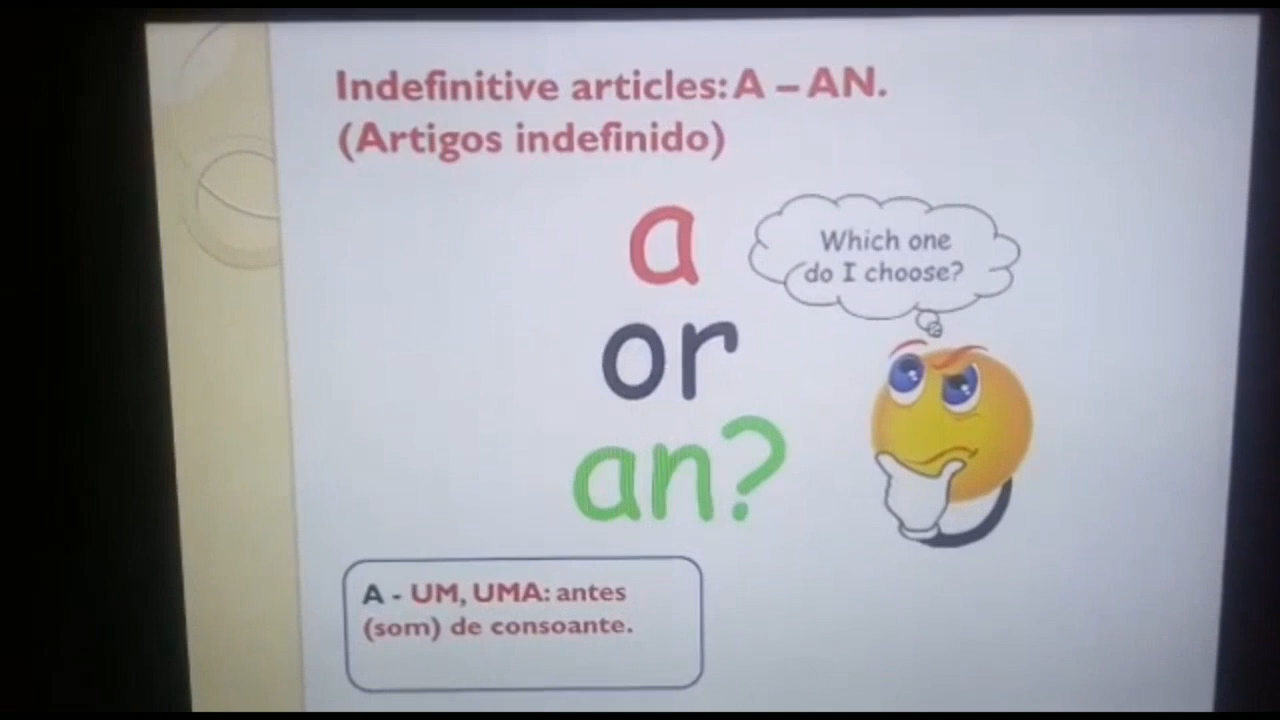 Indefinitive articles: A – AN.
(Artigos indefinido)
a
or
an?
Which one
do I choose?
A - UM, UMA: antes
(som) de consoante.